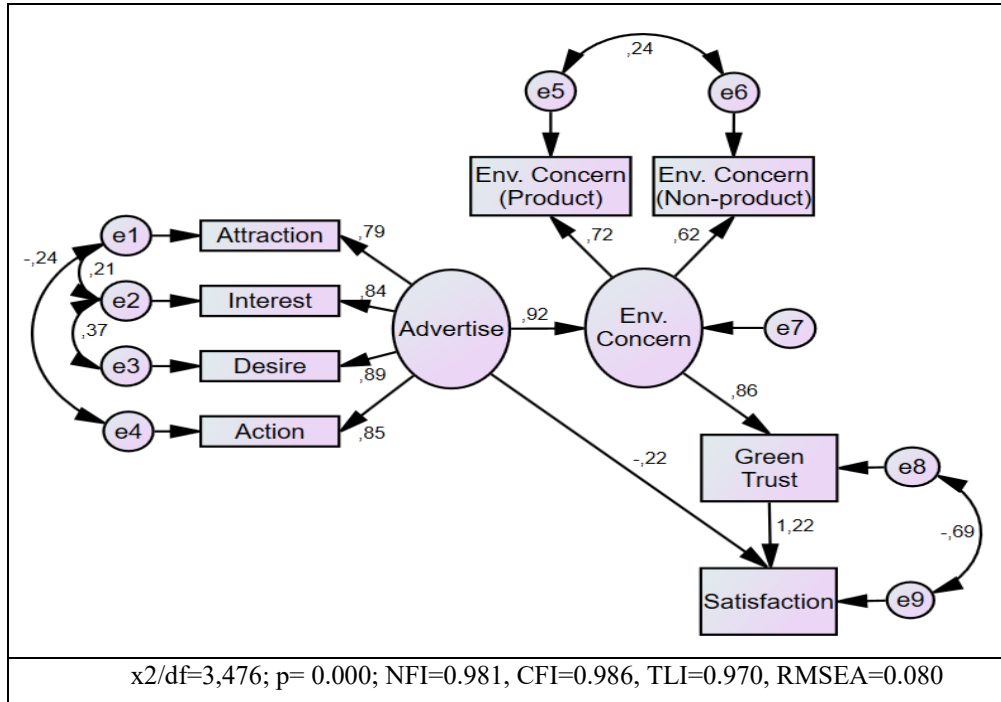 ,24
e5
e6
Env. Concern
(Product)
Env. Concern
(Non-product)
,72
,62
e1
Attraction
,79
-,24
,21
e2
Interest
,84
Advertise
,92
Env.
Concern
e7
,37
e3
Desire
,89
,86
e4
Action
,85
Green
Trust
e8
-,22
1,22
-,69
Satisfaction
e9
x2/df=3,476; p= 0.000; NFI=0.981, CFI=0.986, TLI=0.970, RMSEA=0.080